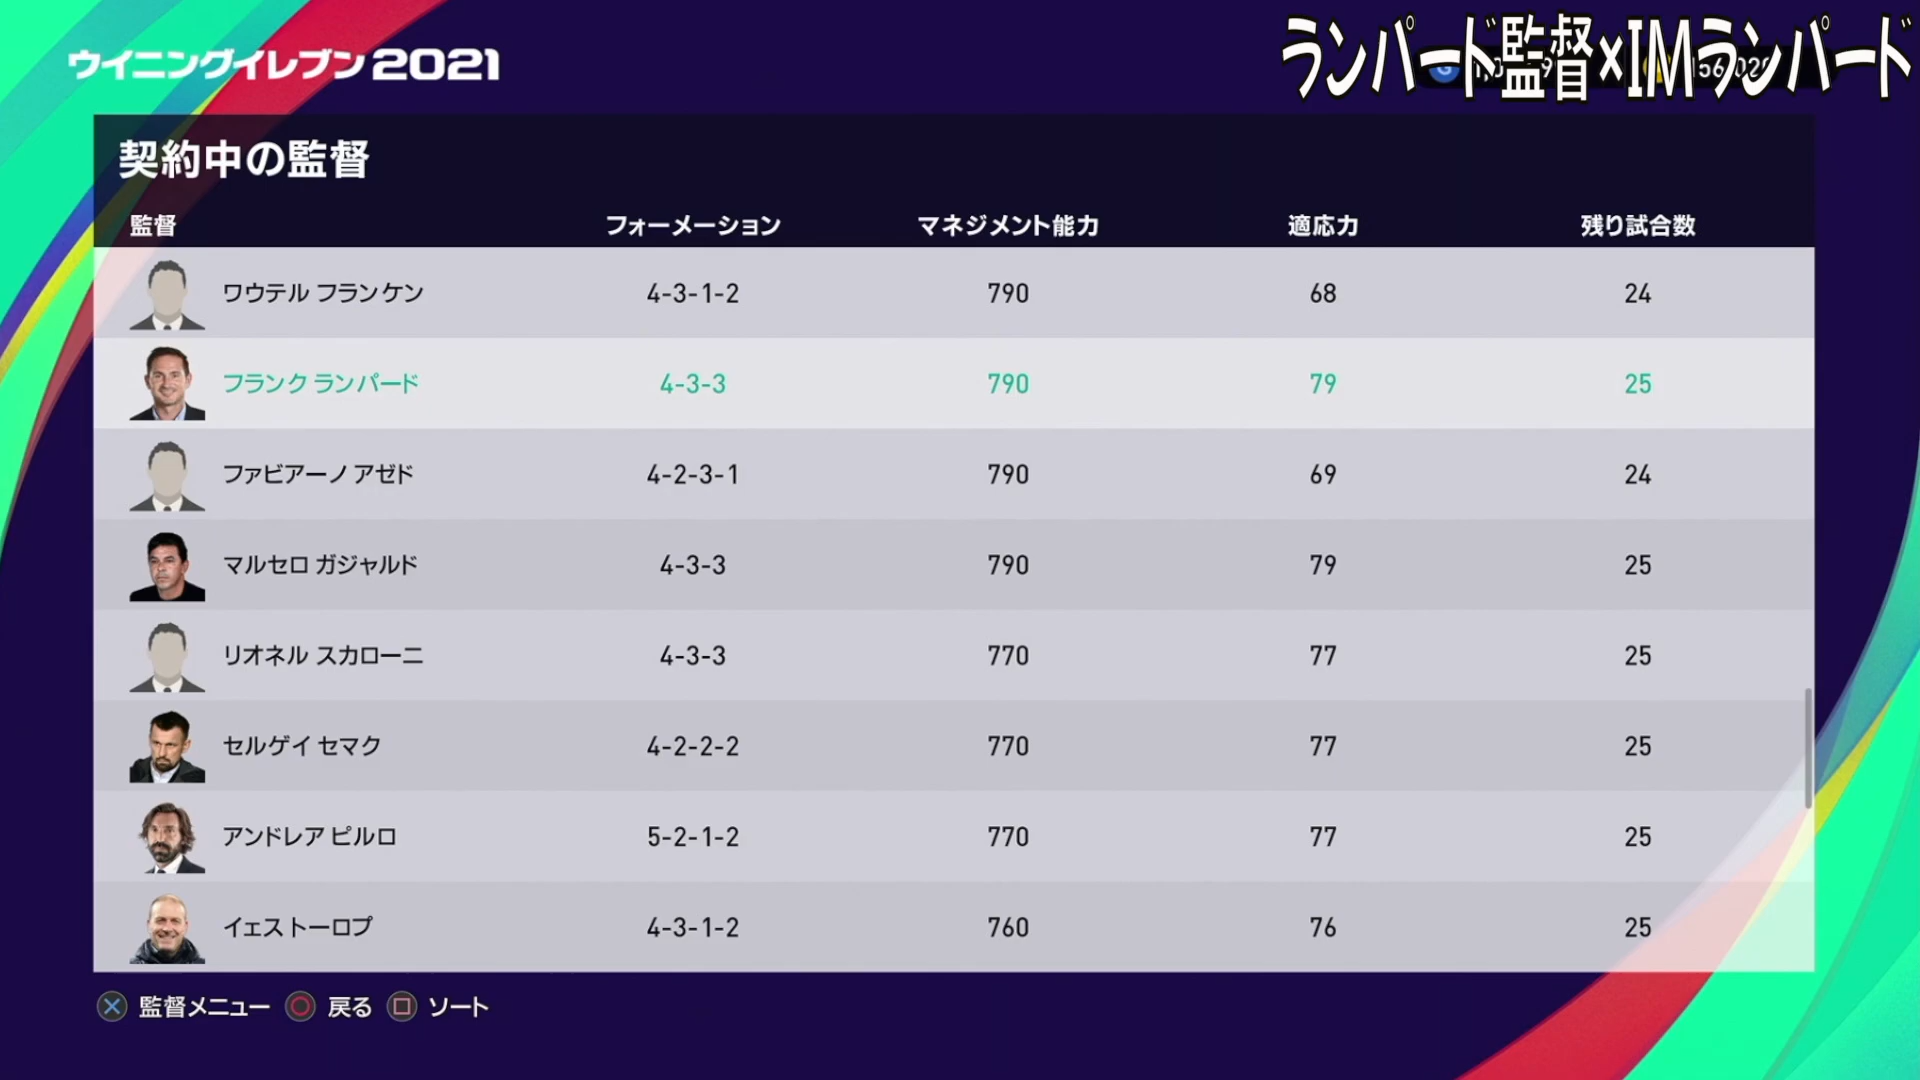 ウイニングイレブン2021
ランパード監督×IMランパード
契約中の監督
監督 フォーメーション マネジメント能力 適応力 残り試合数
ワウテル フランケン 4-3-1-2 790 68 24
フランク ランパード 4-3-3 790 79 25
ファビアーノ アゼド 4-2-3-1 790 69 24
マルセロ ガジャルド 4-3-3 790 79 25
リオネル スカローニ 4-3-3 770 77 25
セルゲイ セマク 4-2-2-2 770 77 25
アンドレア ピルロ 5-2-1-2 770 77 25
イェス トーロプ 4-3-1-2 760 76 25
監督メニュー 戻る ソート